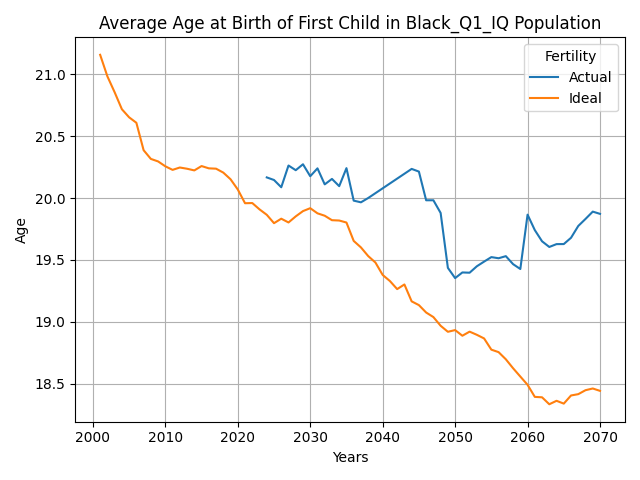 Average Age at Birth of First Child in Black_Q1_IQ Population
Fertility
Actual
Ideal
Age
21.0
20.5
20.0
19.5
19.0
18.5
2000 2010 2020 2030 2040 2050 2060 2070
Years